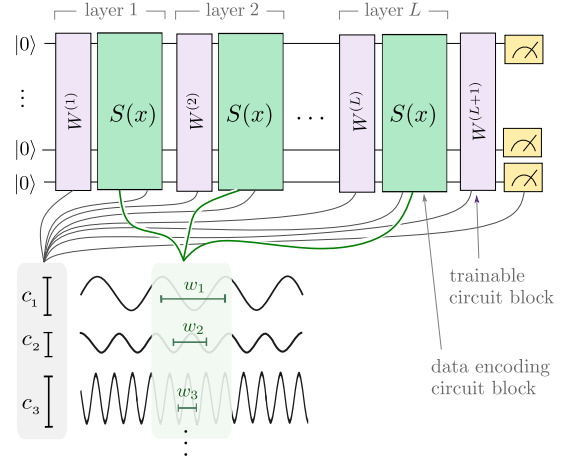 layer 1 layer 2 layer L
|0⟩
⋮
|0⟩
|0⟩
W⁽¹⁾ S(x) W⁽²⁾ S(x) ... W⁽ᴸ⁾ S(x) W⁽ᴸ⁺¹⁾
c₁ w₁
c₂ w₂
c₃ w₃
⋮
trainable
circuit block
data encoding
circuit block